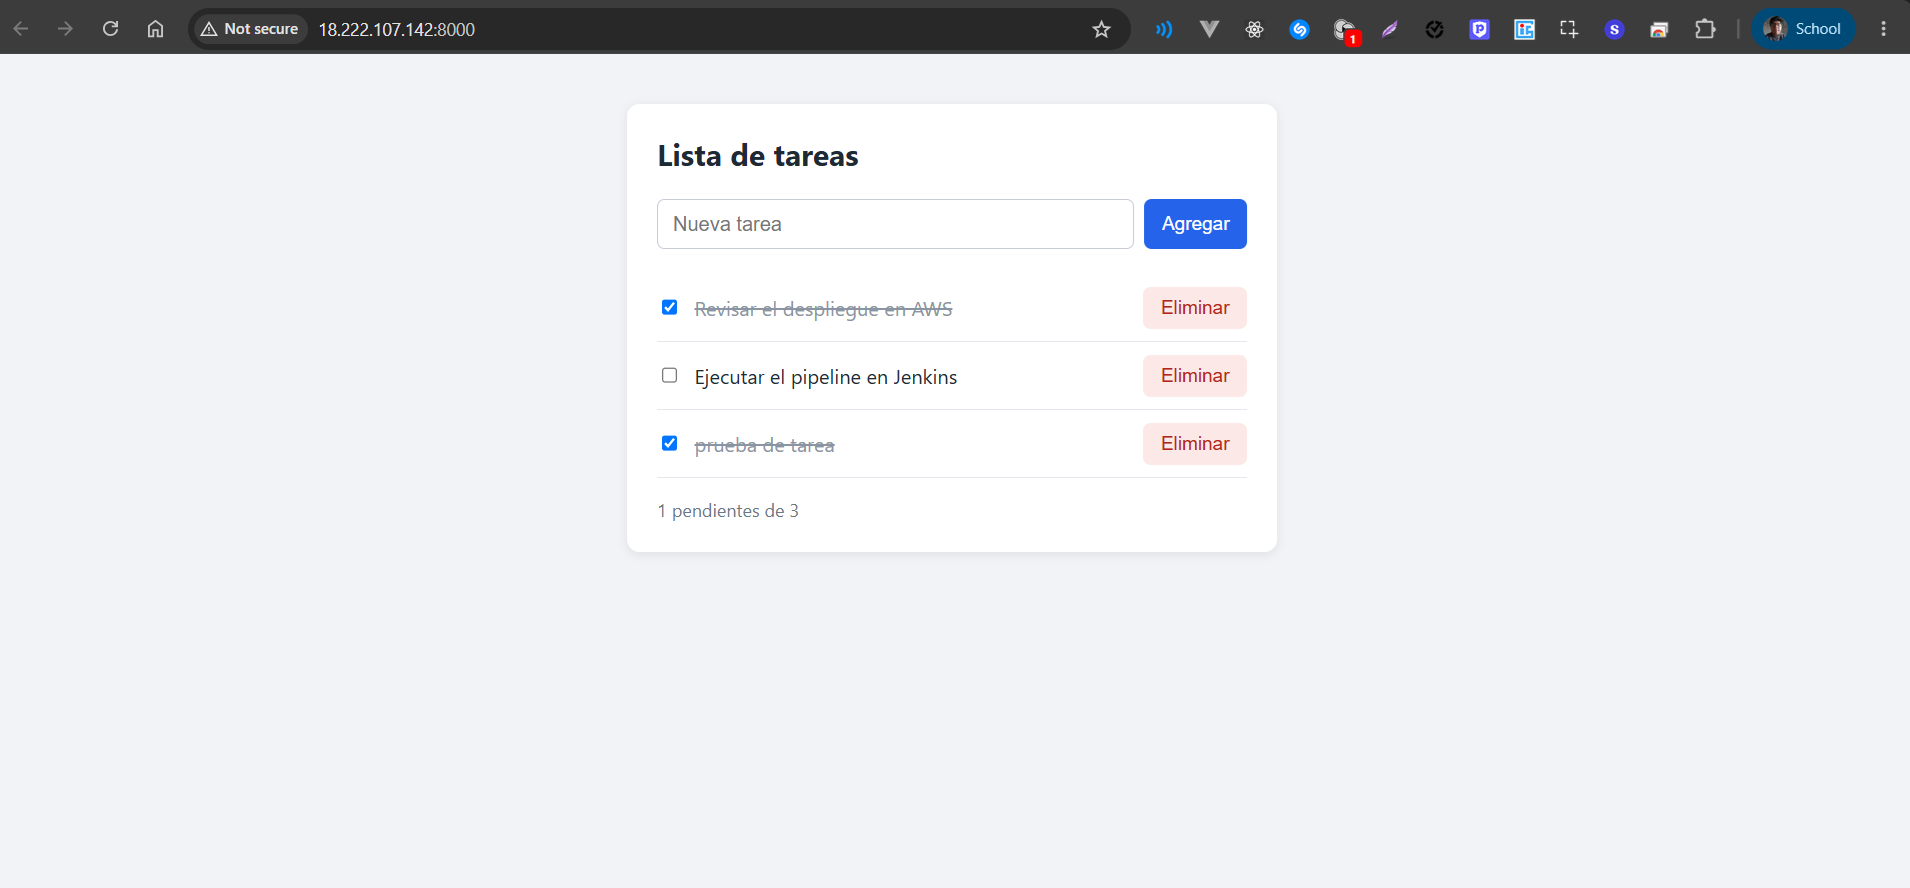 Not secure
18.222.107.142:8000
1
School
Lista de tareas
Nueva tarea
Agregar
Revisar el despliegue en AWS
Eliminar
Ejecutar el pipeline en Jenkins
Eliminar
prueba de tarea
Eliminar
1 pendientes de 3